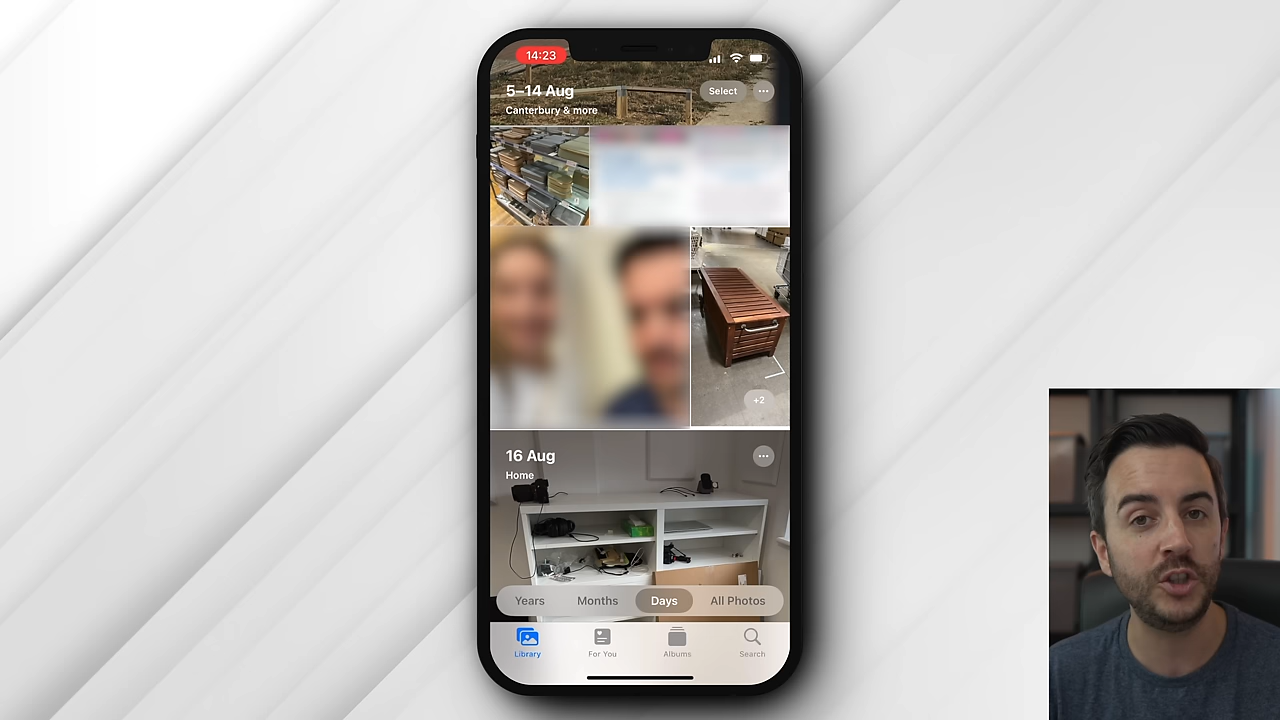 14:23
5–14 Aug
Select
Canterbury & more
+2
16 Aug
Home
Years
Months
Days
All Photos
Library
For You
Albums
Search